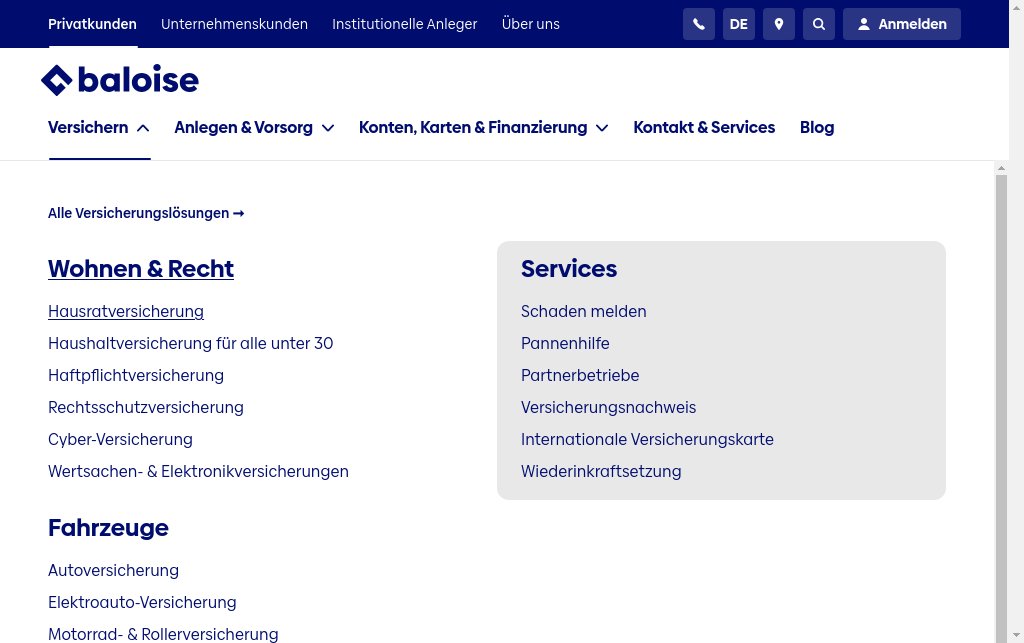 Privatkunden Unternehmenskunden Institutionelle Anleger Über uns DE Anmelden
baloise
Versichern Anlegen & Vorsorg Konten, Karten & Finanzierung Kontakt & Services Blog
Alle Versicherungslösungen →
Wohnen & Recht
Hausratversicherung
Haushaltversicherung für alle unter 30
Haftpflichtversicherung
Rechtsschutzversicherung
Cyber-Versicherung
Wertsachen- & Elektronikversicherungen
Fahrzeuge
Autoversicherung
Elektroauto-Versicherung
Motorrad- & Rollerversicherung
Services
Schaden melden
Pannenhilfe
Partnerbetriebe
Versicherungsnachweis
Internationale Versicherungskarte
Wiederinkraftsetzung